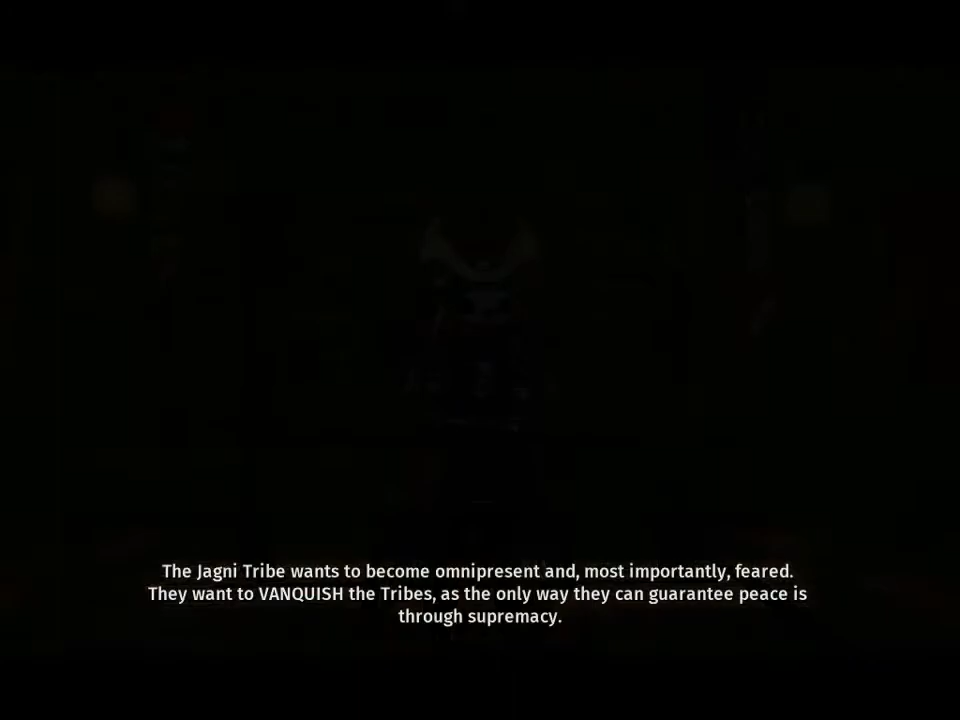 The Jagni Tribe wants to become omnipresent and, most importantly, feared.
They want to VANQUISH the Tribes, as the only way they can guarantee peace is
through supremacy.